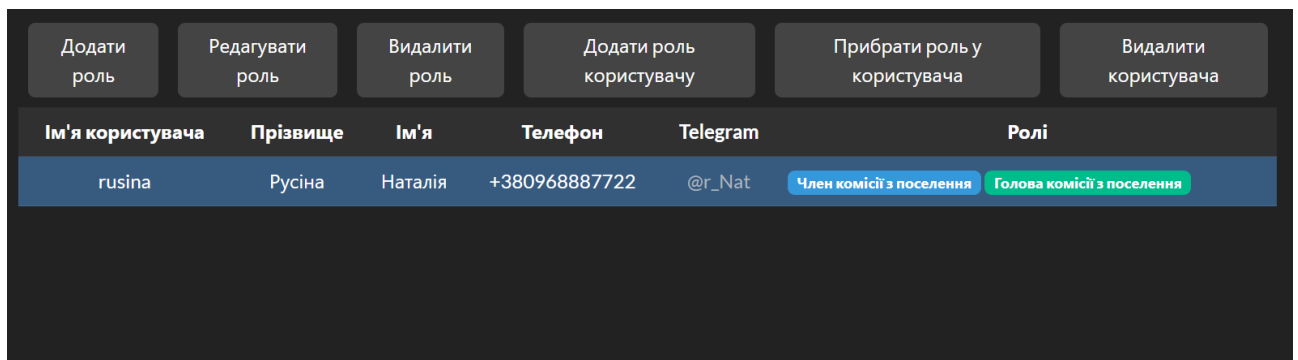 Додати роль
Редагувати роль
Видалити роль
Додати роль користувачу
Прибрати роль у користувача
Видалити користувача
Ім'я користувача Прізвище Ім'я Телефон Telegram Ролі
rusina Русіна Наталія +380968887722 @r_Nat Член комісії з поселення Голова комісії з поселення